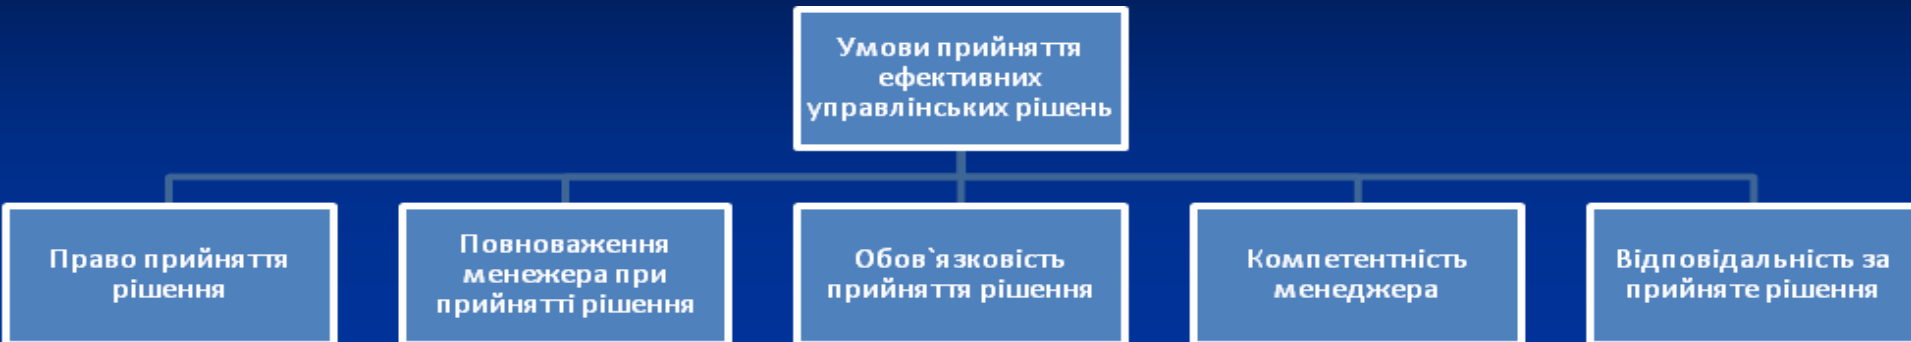 Умови прийняття
ефективних
управлінських рішень
Право прийняття
рішення
Повноваження
менежера при
прийнятті рішення
Обов`язковість
прийняття рішення
Компетентність
менеджера
Відповідальність за
прийняте рішення